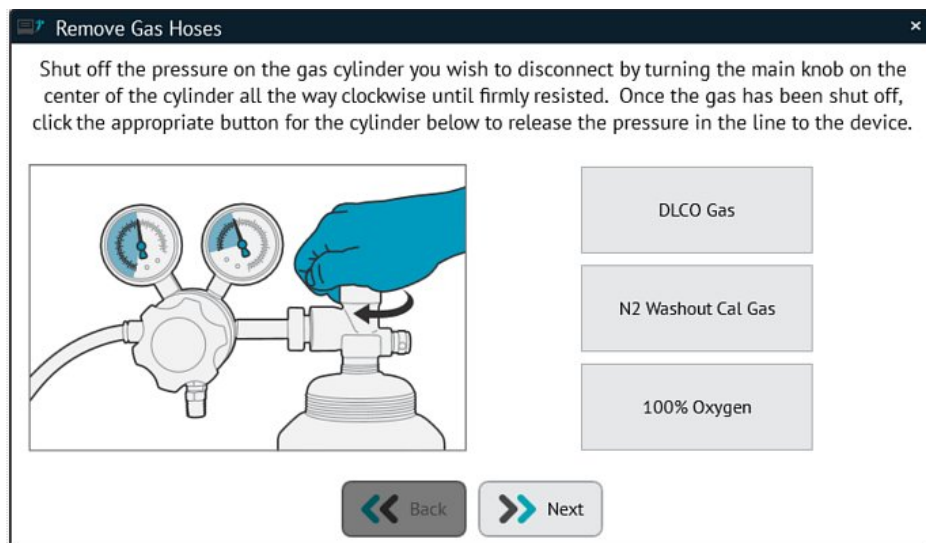 Remove Gas Hoses
Shut off the pressure on the gas cylinder you wish to disconnect by turning the main knob on the
center of the cylinder all the way clockwise until firmly resisted. Once the gas has been shut off,
click the appropriate button for the cylinder below to release the pressure in the line to the device.
DLCO Gas
N2 Washout Cal Gas
100% Oxygen
Back
Next